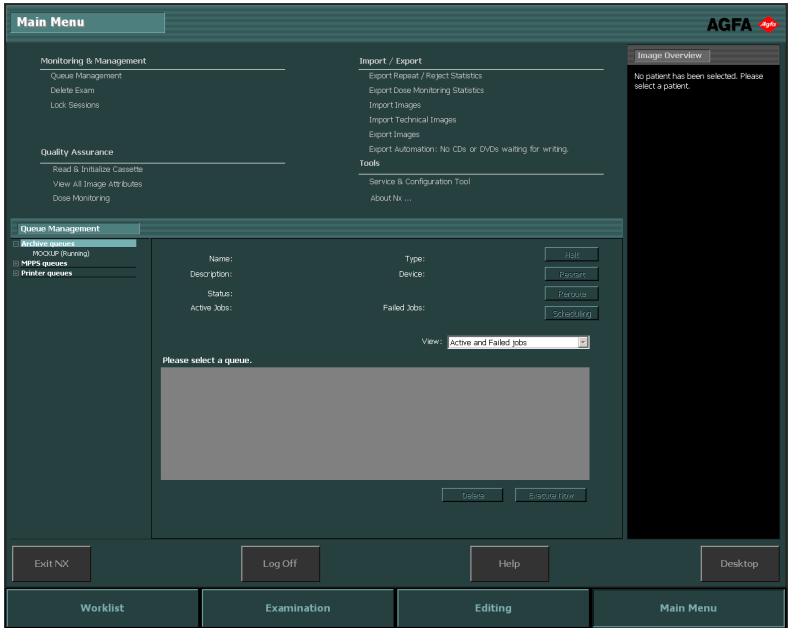 Main Menu
AGFA
Agfa
Monitoring & Management
Queue Management
Delete Exam
Lock Sessions
Quality Assurance
Read & Initialize Cassette
View All Image Attributes
Dose Monitoring
Import / Export
Export Repeat / Reject Statistics
Export Dose Monitoring Statistics
Import Images
Import Technical Images
Export Images
Export Automation: No CDs or DVDs waiting for writing.
Tools
Service & Configuration Tool
About Nx ...
Image Overview
No patient has been selected. Please
select a patient.
Queue Management
Archive queues
MOCKUP (Running)
MPPS queues
Printer queues
Name:
Type:
Halt
Description:
Device:
Restart
Status:
Reroute
Active Jobs:
Failed Jobs:
Scheduling
View: Active and Failed jobs
Please select a queue.
Delete
Execute Now
Exit NX
Log Off
Help
Desktop
Worklist
Examination
Editing
Main Menu